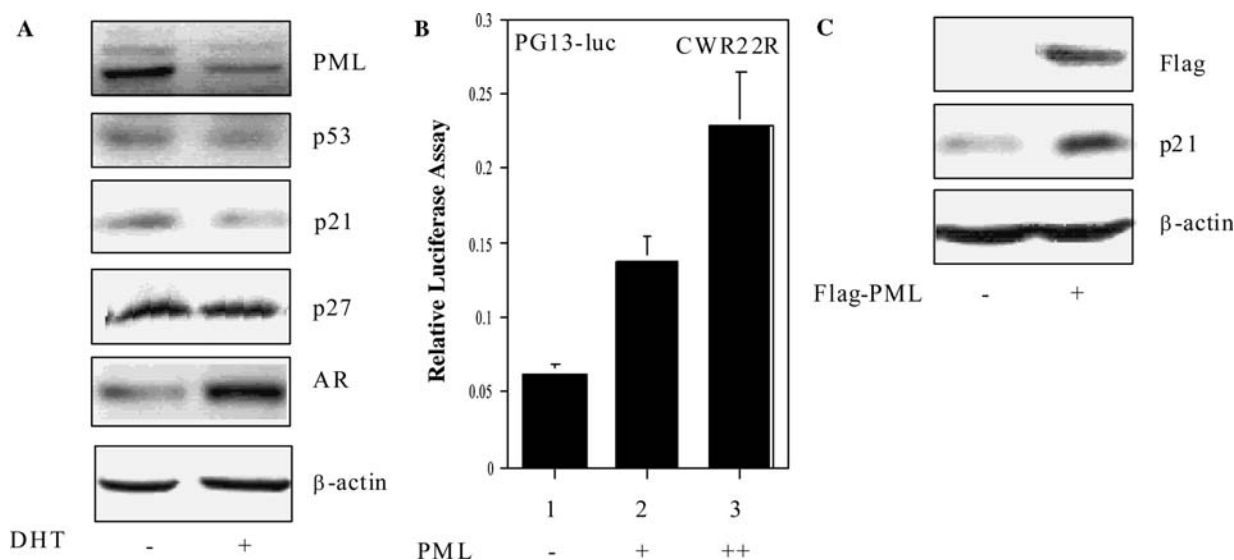 A
PML
p53
p21
p27
AR
β-actin
DHT - +
B
PG13-luc CWR22R
Relative Luciferase Assay
0.3
0.25
0.2
0.15
0.1
0.05
0
1 2 3
PML - + ++
C
Flag
p21
β-actin
Flag-PML - +